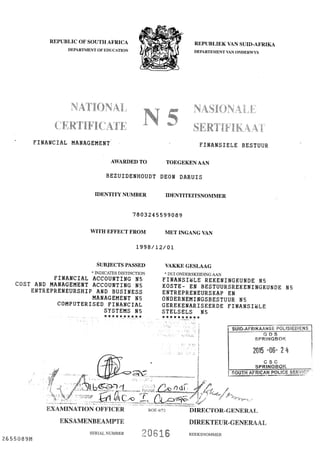 REPUBLIC OF SOUTH AFRICA
DEPARTMENT OF EDUCATION
REPUBLIEK VAN SUID-AFRIKA
DEPARTEMENT VAN ONDERWYS
NATIONAL CERTIFICATE
N 5
NASIONALE SERTIFIKAAT
FINANCIAL MANAGEMENT
FINANSIELE BESTUUR
AWARDED TO
TOEGEKEN AAN
BEZUIDENHOUDT DEON DARUIS
IDENTITY NUMBER
IDENTITEITSNOMMER
7803245599089
WITH EFFECT FROM
MET INGANG VAN
1998/12/01
SUBJECTS PASSED
VAKKE GESLAAG
* INDICATES DISTINCTION
* DUI ONDERSKEIDING AAN
FINANCIAL ACCOUNTING N5
FINANSIëLE REKENINGKUNDE N5
COST AND MANAGEMENT ACCOUNTING N5
KOSTE- EN BESTUURSREKENINGKUNDE N5
ENTREPRENEURSHIP AND BUSINESS
ENTREPRENEURSKAP EN
MANAGEMENT N5
ONDERNEMINGSBESTUUR N5
COMPUTERISED FINANCIAL
GEREKENARISEERDE FINANSIëLE
SYSTEMS N5
STELSELS N5
**********
**********
SUID-AFRIKAANSE POLISIEDIENS
SPRINGBOK
2015 -06- 24
SPRINGBOK
SOUTH AFRICAN POLICE SERVICE
EXAMINATION OFFICER
DIRECTOR-GENERAL
EKSAMENBEAMPTE
DIREKTEUR-GENERAAL
SERIAL NUMBER
20616
REEKSNOMMER
2655089M